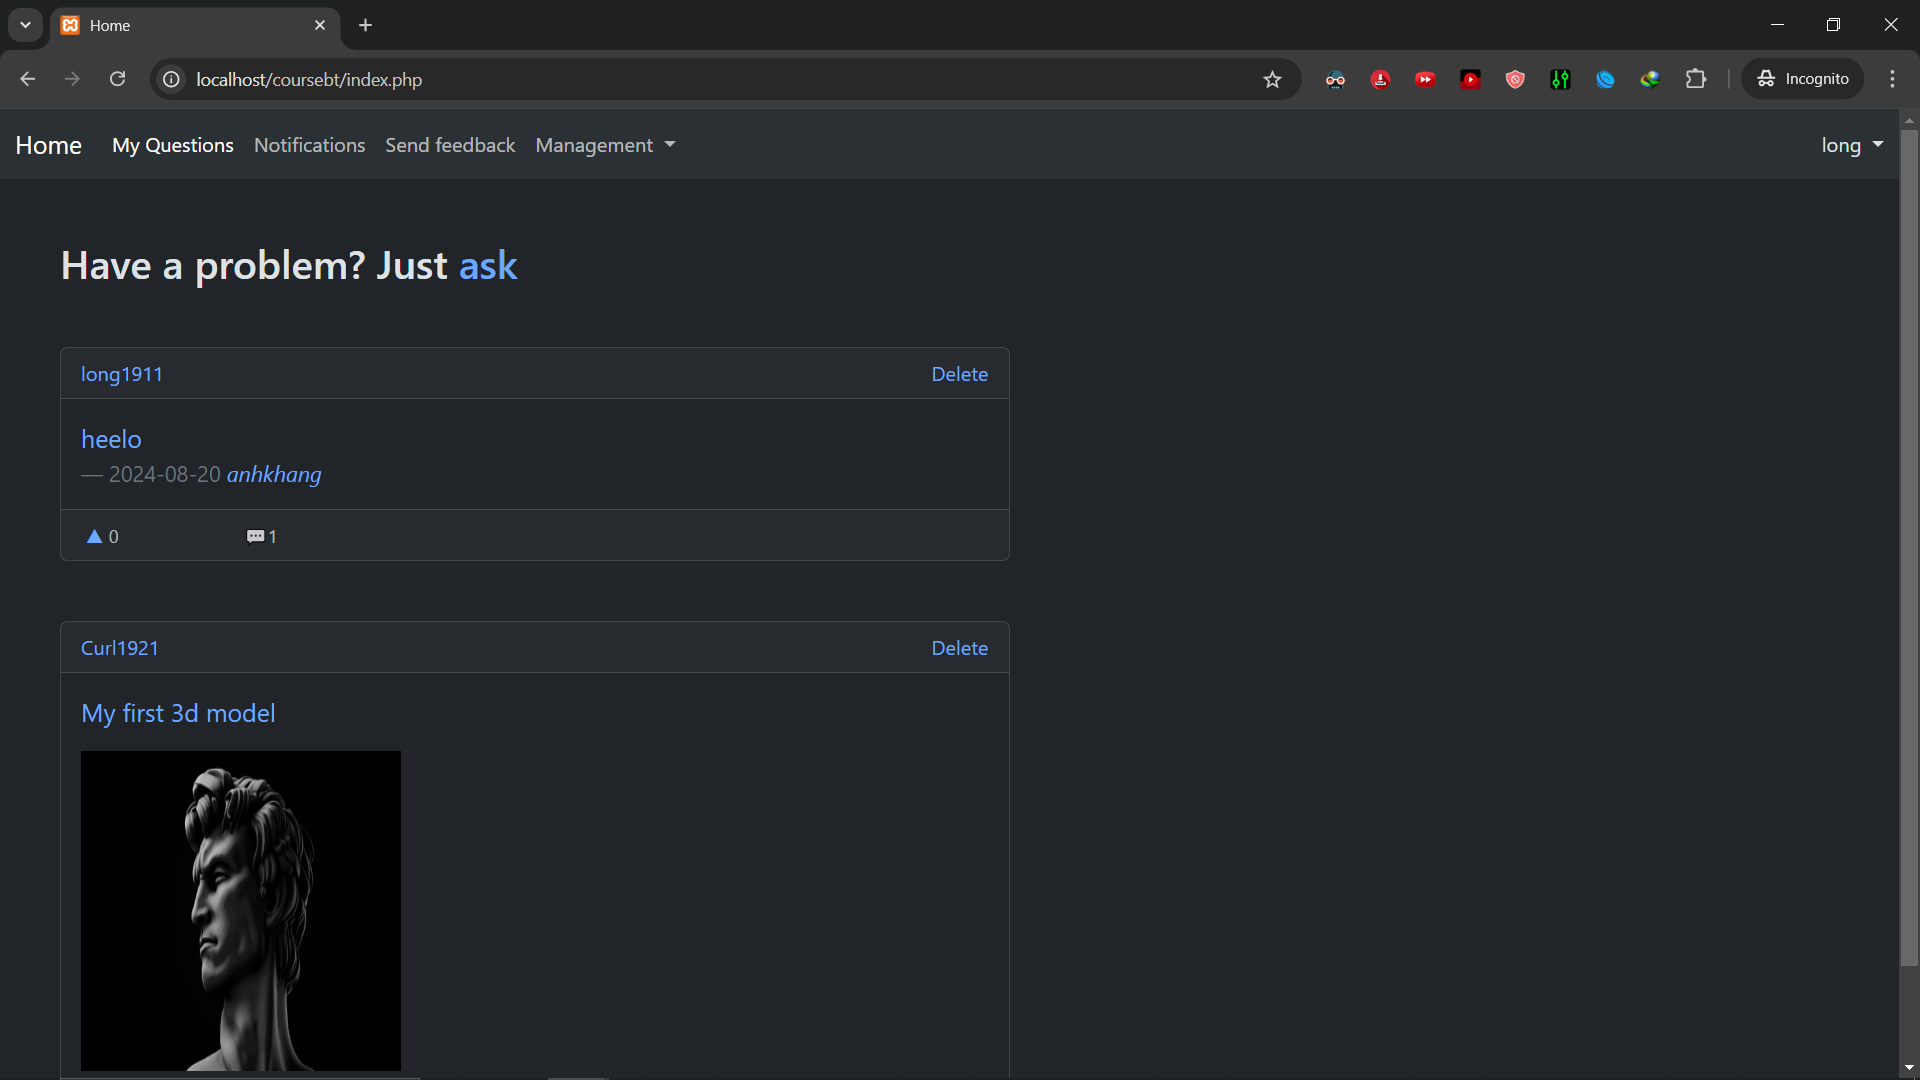 Home
localhost/coursebt/index.php
Incognito
Home My Questions Notifications Send feedback Management long
Have a problem? Just ask
long1911 Delete
heelo
— 2024-08-20 anhkhang
0 1
Curl1921 Delete
My first 3d model